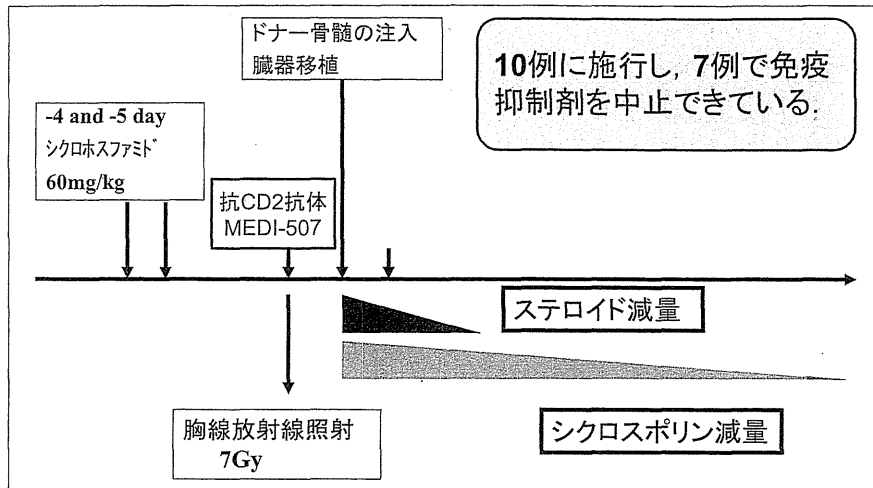 ドナー骨髄の注入
臓器移植
10例に施行し, 7例で免疫
抑制剤を中止できている.
-4 and -5 day
シクロホスファミド
60mg/kg
抗CD2抗体
MEDI-507
ステロイド減量
シクロスポリン減量
胸線放射線照射
7Gy